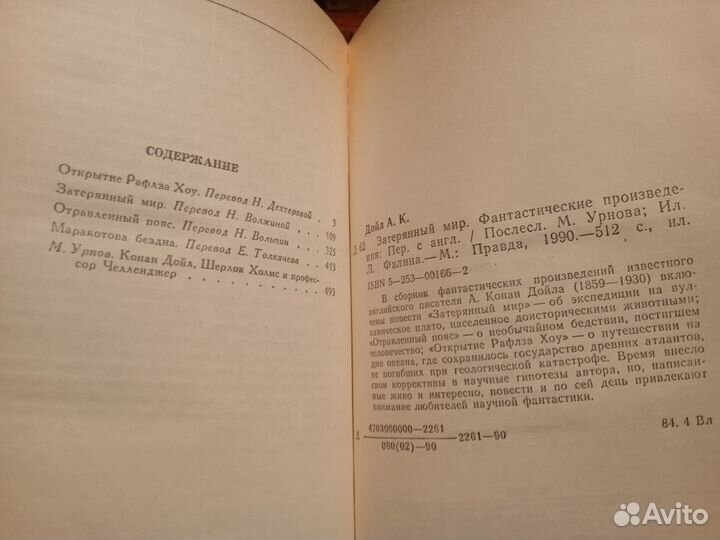 СОДЕРЖАНИЕ
Открытие Рафлза Хоу. Перевод Н. Дехтеревой . 3
Затерянный мир. Перевод Н. Волжиной . . . 109
Отравленный пояс. Перевод Н. Вольпин . . . 325
Маракотова бездна. Перевод Е. Толкачева . . 413
М. Урнов. Конан Дойл, Шерлок Холмс и профес-
сор Челленджер . . . . . . . . . 493
Дойл А. К.
Д 62 Затерянный мир. Фантастические произведе-
ния: Пер. с англ. / Послесл. М. Урнова; Ил.
Л. Фалина.—М.: Правда, 1990.—512 с., ил.
ISBN 5—253—00166—2
В сборник фантастических произведений известного
английского писателя А. Конан Дойла (1859—1930) вклю-
чены повести «Затерянный мир» — об экспедиции на вул-
каническое плато, населенное доисторическими животными;
«Отравленный пояс» — о необычайном бедствии, постигшем
человечество; «Открытие Рафлза Хоу» — о путешествии на
дно океана, где сохранилось государство древних атлантов,
не погибших при геологической катастрофе. Время внесло
свои коррективы в научные гипотезы автора, но, написан-
ные живо и интересно, повести и по сей день привлекают
внимание любителей научной фантастики.
Д 4703000000—2261
080(02)—90
—2261—90
84. 4 Вл
Avito